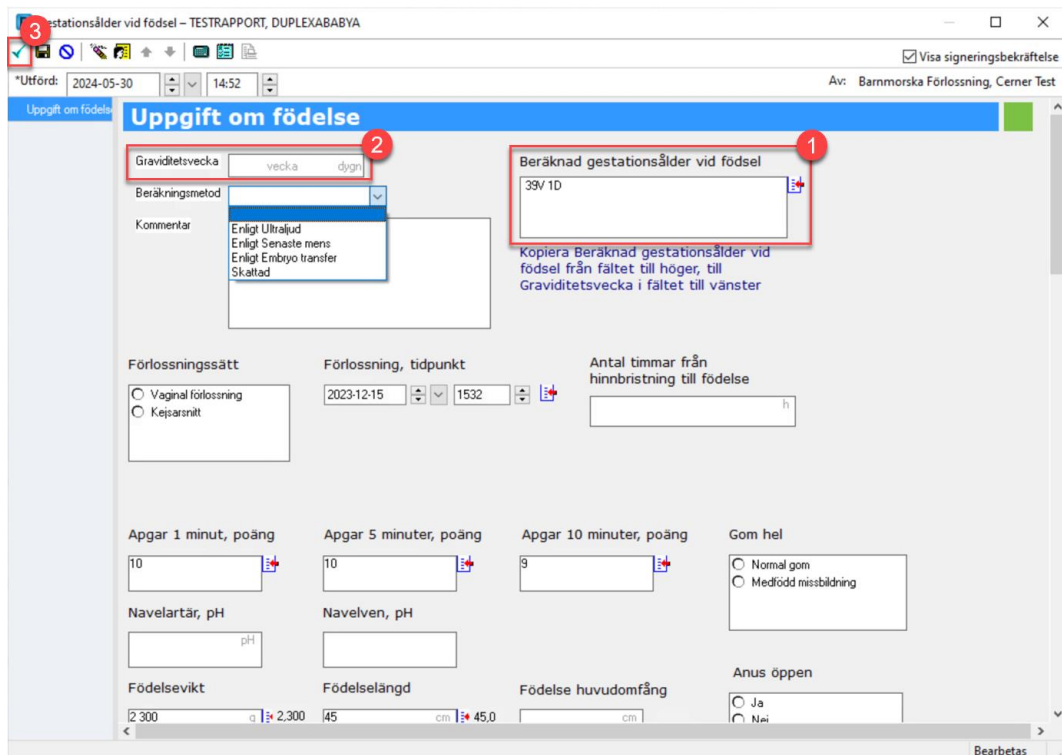 Gestationsålder vid födsel – TESTRAPPORT, DUPLEXABABYA
3
Visa signeringsbekräftelse
*Utförd: 2024-05-30 14:52 Av: Barnmorska Förlossning, Cerner Test
Uppgift om födelse
Uppgift om födelse
2
1
Graviditetsvecka vecka dygn
Beräknad gestationsålder vid födsel
39V 1D
Beräkningsmetod
Enligt Ultraljud
Enligt Senaste mens
Enligt Embryo transfer
Skattad
Kommentar
Kopiera Beräknad gestationsålder vid
födsel från fältet till höger, till
Graviditetsvecka i fältet till vänster
Förlossningssätt
Vaginal förlossning
Kejsarsnitt
Förlossning, tidpunkt
2023-12-15 1532
Antal timmar från
hinnbristning till födelse
h
Apgar 1 minut, poäng Apgar 5 minuter, poäng Apgar 10 minuter, poäng Gom hel
10 10 9
Normal gom
Medfödd missbildning
Navelartär, pH Navelven, pH
pH
Anus öppen
Ja
Nej
Födelsevikt Födelselängd Födelse huvudomfång
2 300 g 2,300 45 cm 45,0 cm
Bearbetas